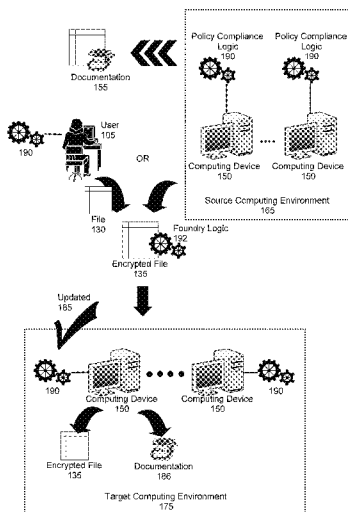 Policy Compliance
Logic
190
Policy Compliance
Logic
190
Documentation
155
User
105
190
OR
Computing Device
150
Computing Device
150
Source Computing Environment
165
File
130
Foundry Logic
192
Encrypted File
135
Updated
185
190
190
Computing Device
150
Computing Device
150
Encrypted File
135
Documentation
186
Target Computing Environment
175